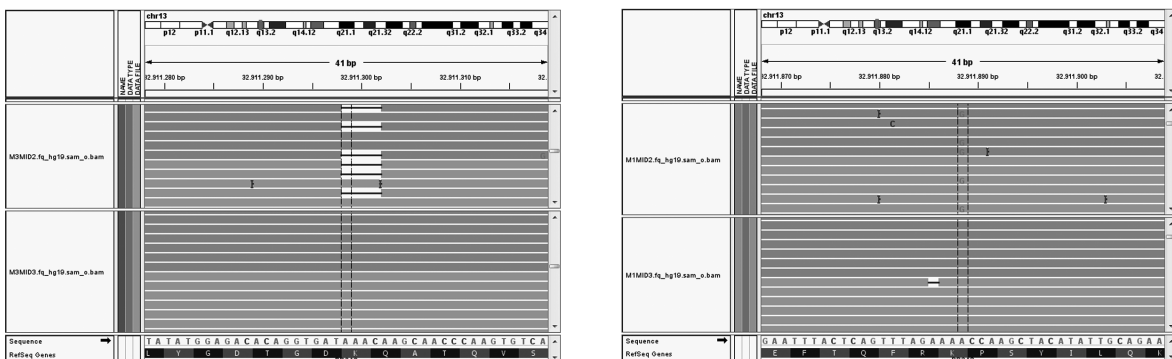 chr13
p12 p11.1 q12.12 q13.2 q14.12 q21.1 q21.32 q22.2 q31.2 q32.1 q33.2 q34
41 bp
32.911.280 bp 32.911.290 bp 32.911.300 bp 32.911.310 bp 32.
NAME
DATA TYPE
DATA FILE
M3MID2.fq_hg19.sam_o.bam
M3MID3.fq_hg19.sam_o.bam
Sequence
T A T A T G G A G A C A C A G G T G A T A A A C A A G C A A C C C A A G T G T C A
RefSeq Genes
L Y G D T G D K Q A T Q V S
chr13
p12 p11.1 q12.12 q13.2 q14.12 q21.1 q21.32 q22.2 q31.2 q32.1 q33.2 q34
41 bp
32.911.870 bp 32.911.880 bp 32.911.890 bp 32.911.900 bp 32.
NAME
DATA TYPE
DATA FILE
C
G
M1MID2.fq_hg19.sam_o.bam
G
G
M1MID3.fq_hg19.sam_o.bam
Sequence
G A A T T T A C T C A G T T T A G A A A A C C A A G C T A C A T A T T G C A G A A
RefSeq Genes
E F T Q F R K P S Y I A E